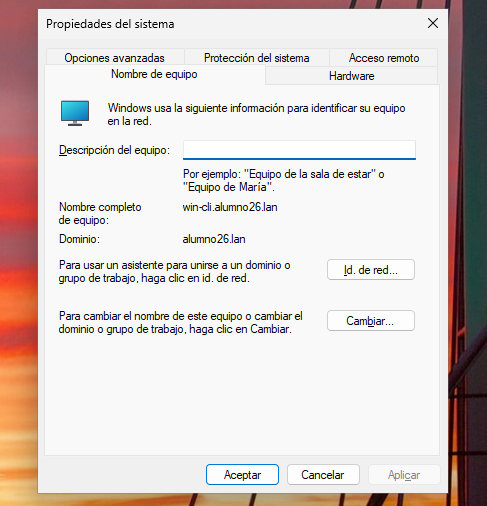 Propiedades del sistema
Opciones avanzadas
Protección del sistema
Acceso remoto
Nombre de equipo
Hardware
Windows usa la siguiente información para identificar su equipo
en la red.
Descripción del equipo:
Por ejemplo: "Equipo de la sala de estar" o
"Equipo de María".
Nombre completo
de equipo:
win-cli.alumno26.lan
Dominio:
alumno26.lan
Para usar un asistente para unirse a un dominio o
grupo de trabajo, haga clic en id. de red.
Id. de red...
Para cambiar el nombre de este equipo o cambiar el
dominio o grupo de trabajo, haga clic en Cambiar.
Cambiar...
Aceptar
Cancelar
Aplicar